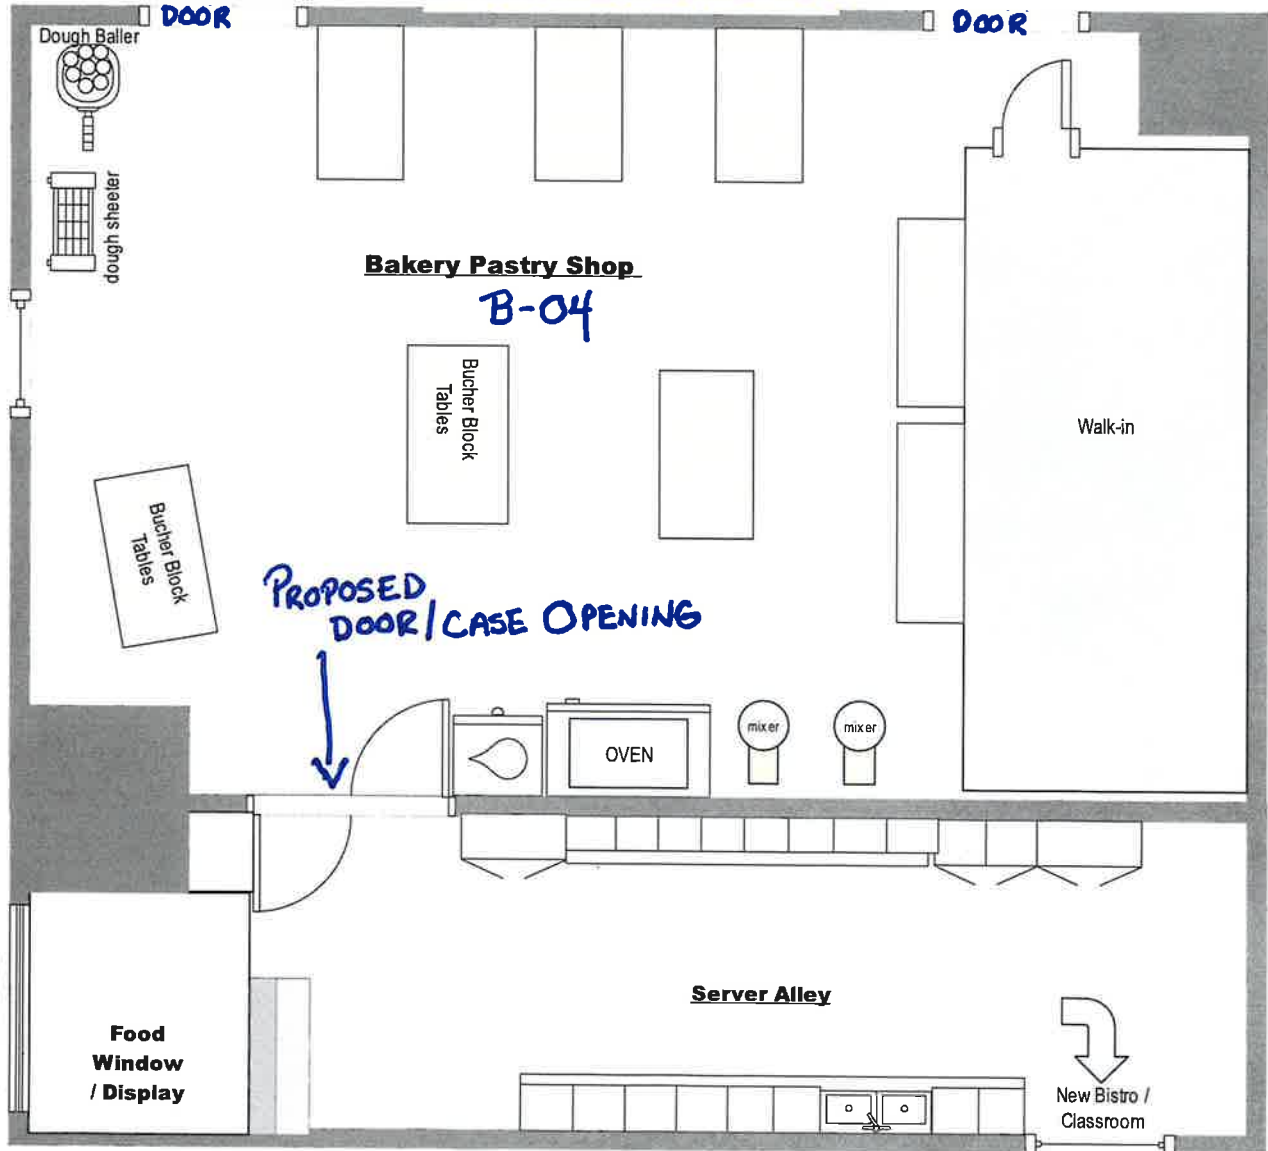 DOOR
DOOR
Dough Baller
dough sheeter
Bakery Pastry Shop
B-04
Bucher Block
Tables
Walk-in
Bucher Block
Tables
PROPOSED
DOOR/CASE OPENING
OVEN
mixer
mixer
Server Alley
Food
Window
/ Display
New Bistro /
Classroom